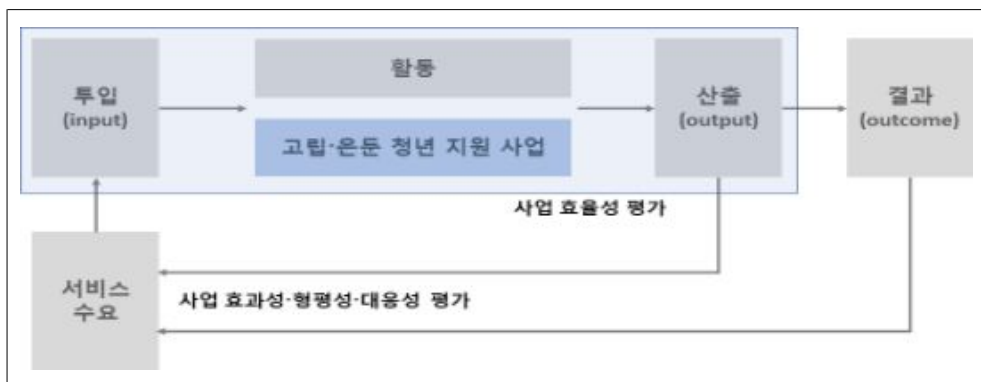 투입
(input)
활동
고립·은둔 청년 지원 사업
산출
(output)
결과
(outcome)
사업 효율성 평가
서비스
수요
사업 효과성·형평성·대응성 평가